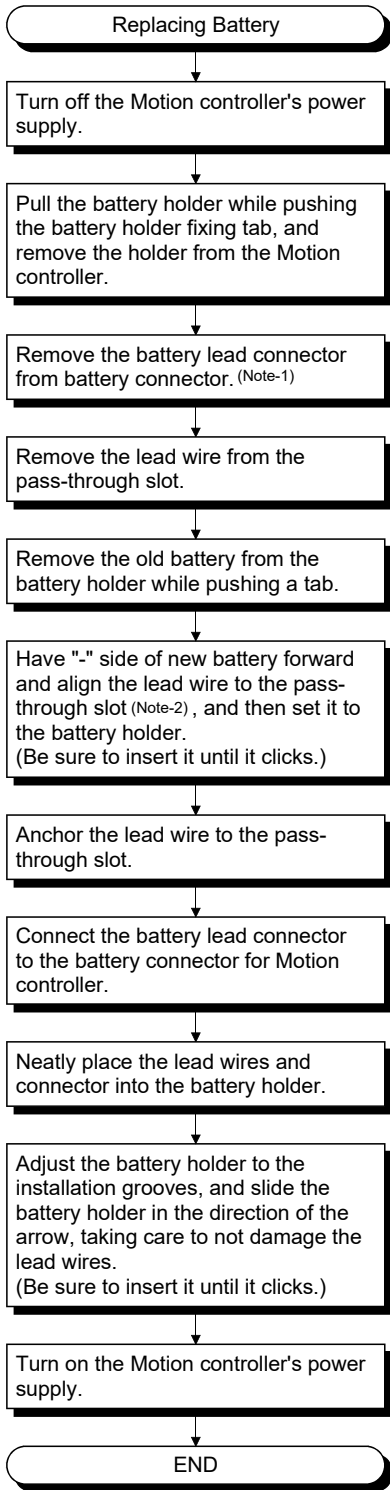 Replacing Battery
Turn off the Motion controller's power
supply.
Pull the battery holder while pushing
the battery holder fixing tab, and
remove the holder from the Motion
controller.
Remove the battery lead connector
from battery connector. (Note-1)
Remove the lead wire from the
pass-through slot.
Remove the old battery from the
battery holder while pushing a tab.
Have "-" side of new battery forward
and align the lead wire to the pass-
through slot (Note-2) , and then set it to
the battery holder.
(Be sure to insert it until it clicks.)
Anchor the lead wire to the pass-
through slot.
Connect the battery lead connector
to the battery connector for Motion
controller.
Neatly place the lead wires and
connector into the battery holder.
Adjust the battery holder to the
installation grooves, and slide the
battery holder in the direction of the
arrow, taking care to not damage the
lead wires.
(Be sure to insert it until it clicks.)
Turn on the Motion controller's power
supply.
END